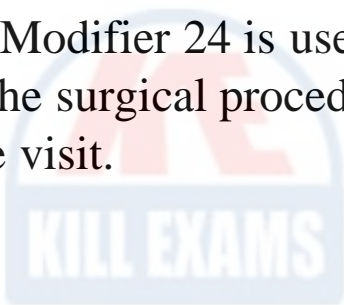 Modifier 24 is use
he surgical proced
e visit.
KILL EXAMS